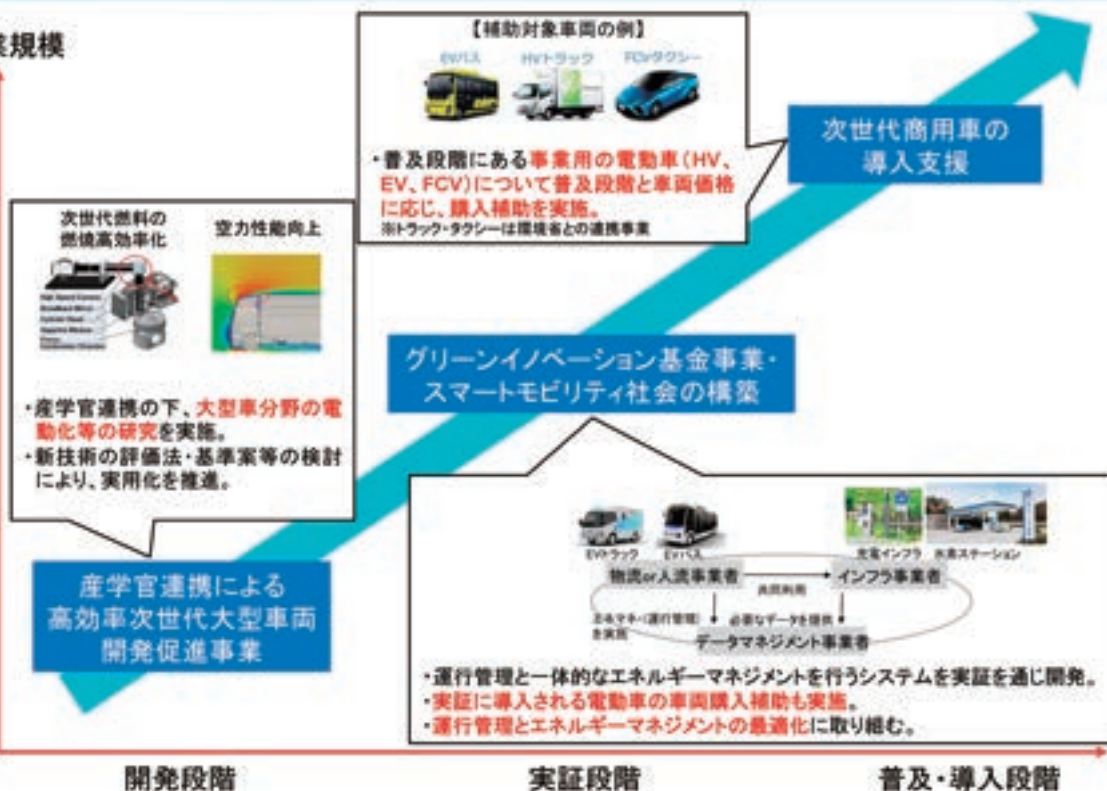 業規模
【補助対象車両の例】
EVバス HVトラック FCVタクシー
・普及段階にある事業用の電動車(HV、
EV、FCV)について普及段階と車両価格
に応じ、購入補助を実施。
※トラック・タクシーは環境省との連携事業
次世代商用車の
導入支援
次世代燃料の
燃焼高効率化
空力性能向上
・産学官連携の下、大型車分野の電
動化等の研究を実施。
・新技術の評価法・基準案等の検討
により、実用化を推進。
グリーンイノベーション基金事業・
スマートモビリティ社会の構築
産学官連携による
高効率次世代大型車両
開発促進事業
EVトラック EVバス 充電インフラ 水素ステーション
物流or人流事業者 インフラ事業者
共同利用
エネマネ・(運行管理)
を実施
必要なデータを提供
データマネジメント事業者
・運行管理と一体的なエネルギーマネジメントを行うシステムを実証を通じ開発。
・実証に導入される電動車の車両購入補助も実施。
・運行管理とエネルギーマネジメントの最適化に取り組む。
開発段階 実証段階 普及・導入段階